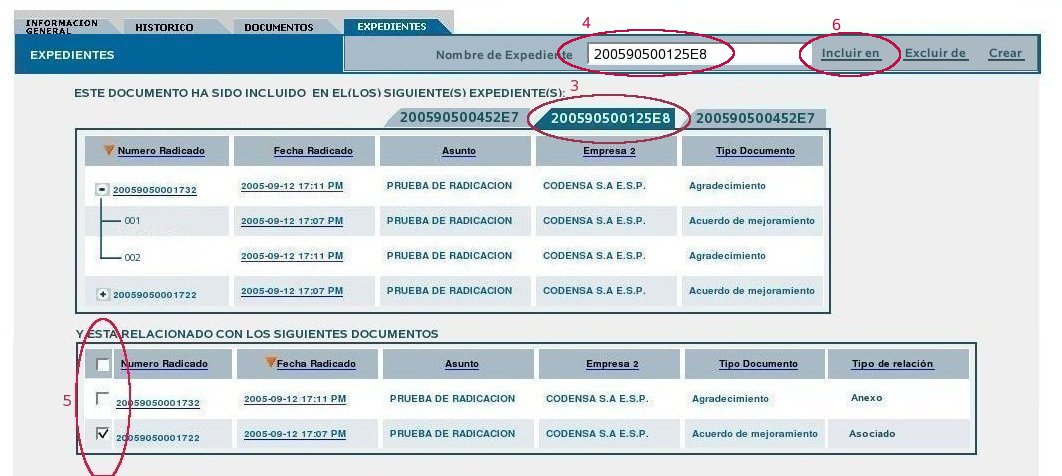 4 6
INFORMACION GENERAL HISTORICO DOCUMENTOS EXPEDIENTES
EXPEDIENTES Nombre de Expediente 200590500125E8 Incluir en Excluir de Crear
ESTE DOCUMENTO HA SIDO INCLUIDO EN EL(LOS) SIGUIENTE(S) EXPEDIENTE(S): 3
200590500452E7 200590500125E8 200590500452E7
Numero Radicado Fecha Radicado Asunto Empresa 2 Tipo Documento
20059050001732 2005-09-12 17:11 PM PRUEBA DE RADICACION CODENSA S.A E.S.P. Agradecimiento
001 2005-09-12 17:07 PM PRUEBA DE RADICACION CODENSA S.A E.S.P. Acuerdo de mejoramiento
002 2005-09-12 17:11 PM PRUEBA DE RADICACION CODENSA S.A E.S.P. Agradecimiento
20059050001722 2005-09-12 17:07 PM PRUEBA DE RADICACION CODENSA S.A E.S.P. Acuerdo de mejoramiento
Y ESTA RELACIONADO CON LOS SIGUIENTES DOCUMENTOS
Numero Radicado Fecha Radicado Asunto Empresa 2 Tipo Documento Tipo de relación
5 20059050001732 2005-09-12 17:11 PM PRUEBA DE RADICACION CODENSA S.A E.S.P. Agradecimiento Anexo
20059050001722 2005-09-12 17:07 PM PRUEBA DE RADICACION CODENSA S.A E.S.P. Acuerdo de mejoramiento Asociado